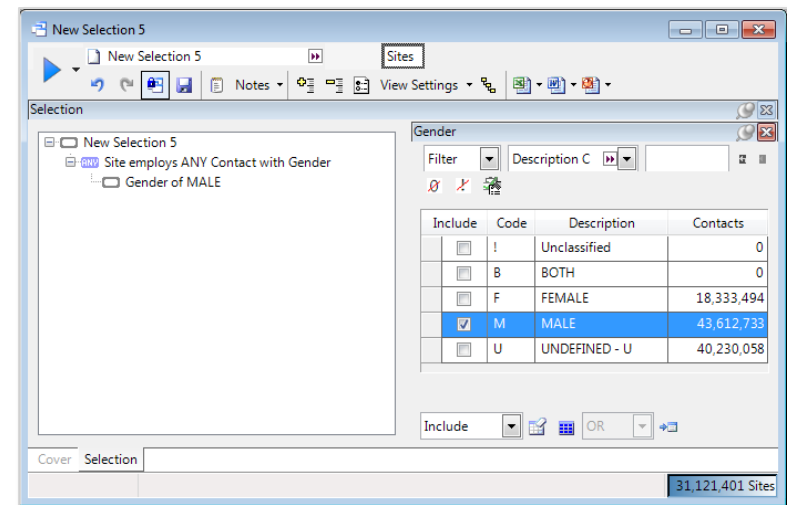 New Selection 5
New Selection 5 Sites
Notes View Settings
Selection
New Selection 5
ANY Site employs ANY Contact with Gender
Gender of MALE
Gender
Filter Description C
Include Code Description Contacts
! Unclassified 0
B BOTH 0
F FEMALE 18,333,494
M MALE 43,612,733
U UNDEFINED - U 40,230,058
Include OR
Cover Selection
31,121,401 Sites